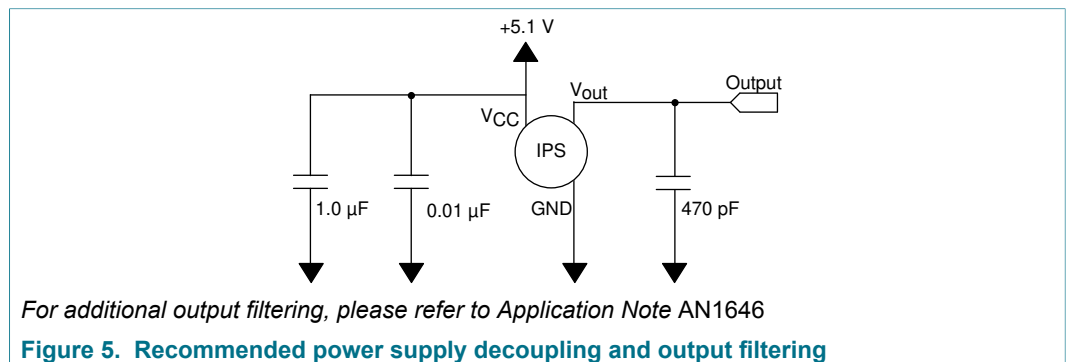 +5.1 V
Vout
Output
VCC
IPS
1.0 µF
0.01 µF
GND
470 pF
For additional output filtering, please refer to Application Note AN1646
Figure 5. Recommended power supply decoupling and output filtering